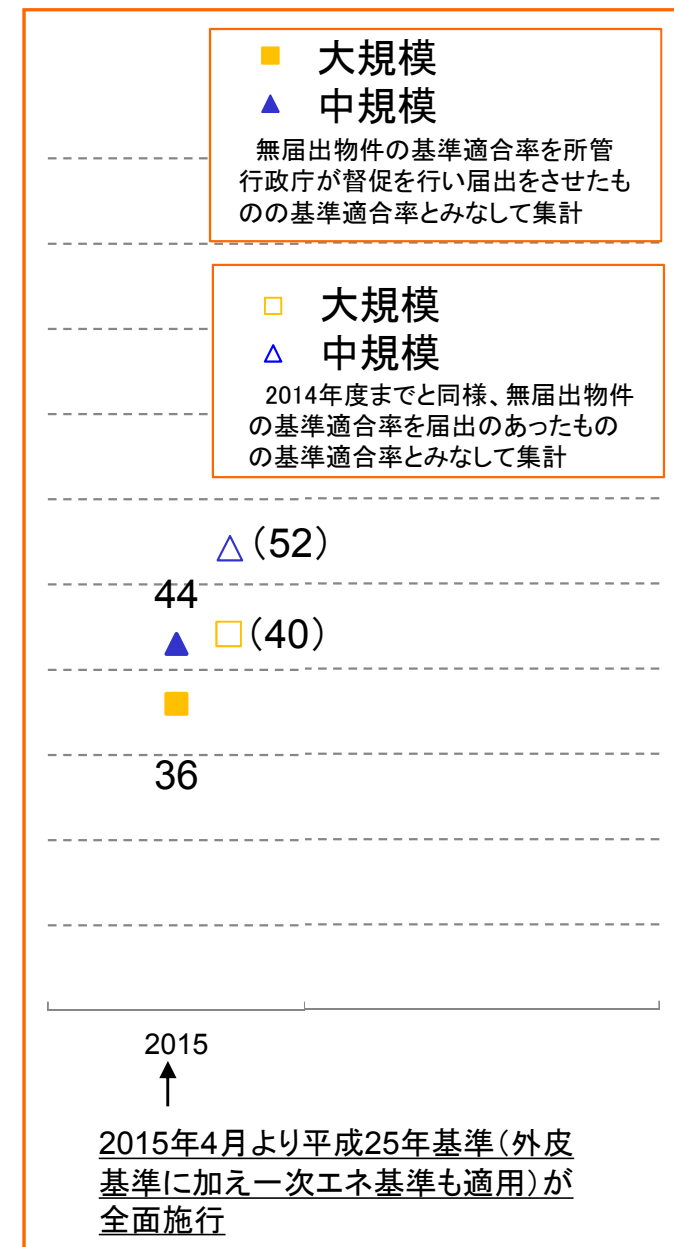 大規模
中規模
無届出物件の基準適合率を所管
行政庁が督促を行い届出をさせたも
のの基準適合率とみなして集計
大規模
中規模
2014年度までと同様、無届出物件
の基準適合率を届出のあったもの
の基準適合率とみなして集計
(52)
44
(40)
36
2015
2015年4月より平成25年基準（外皮
基準に加え一次エネ基準も適用）が
全面施行